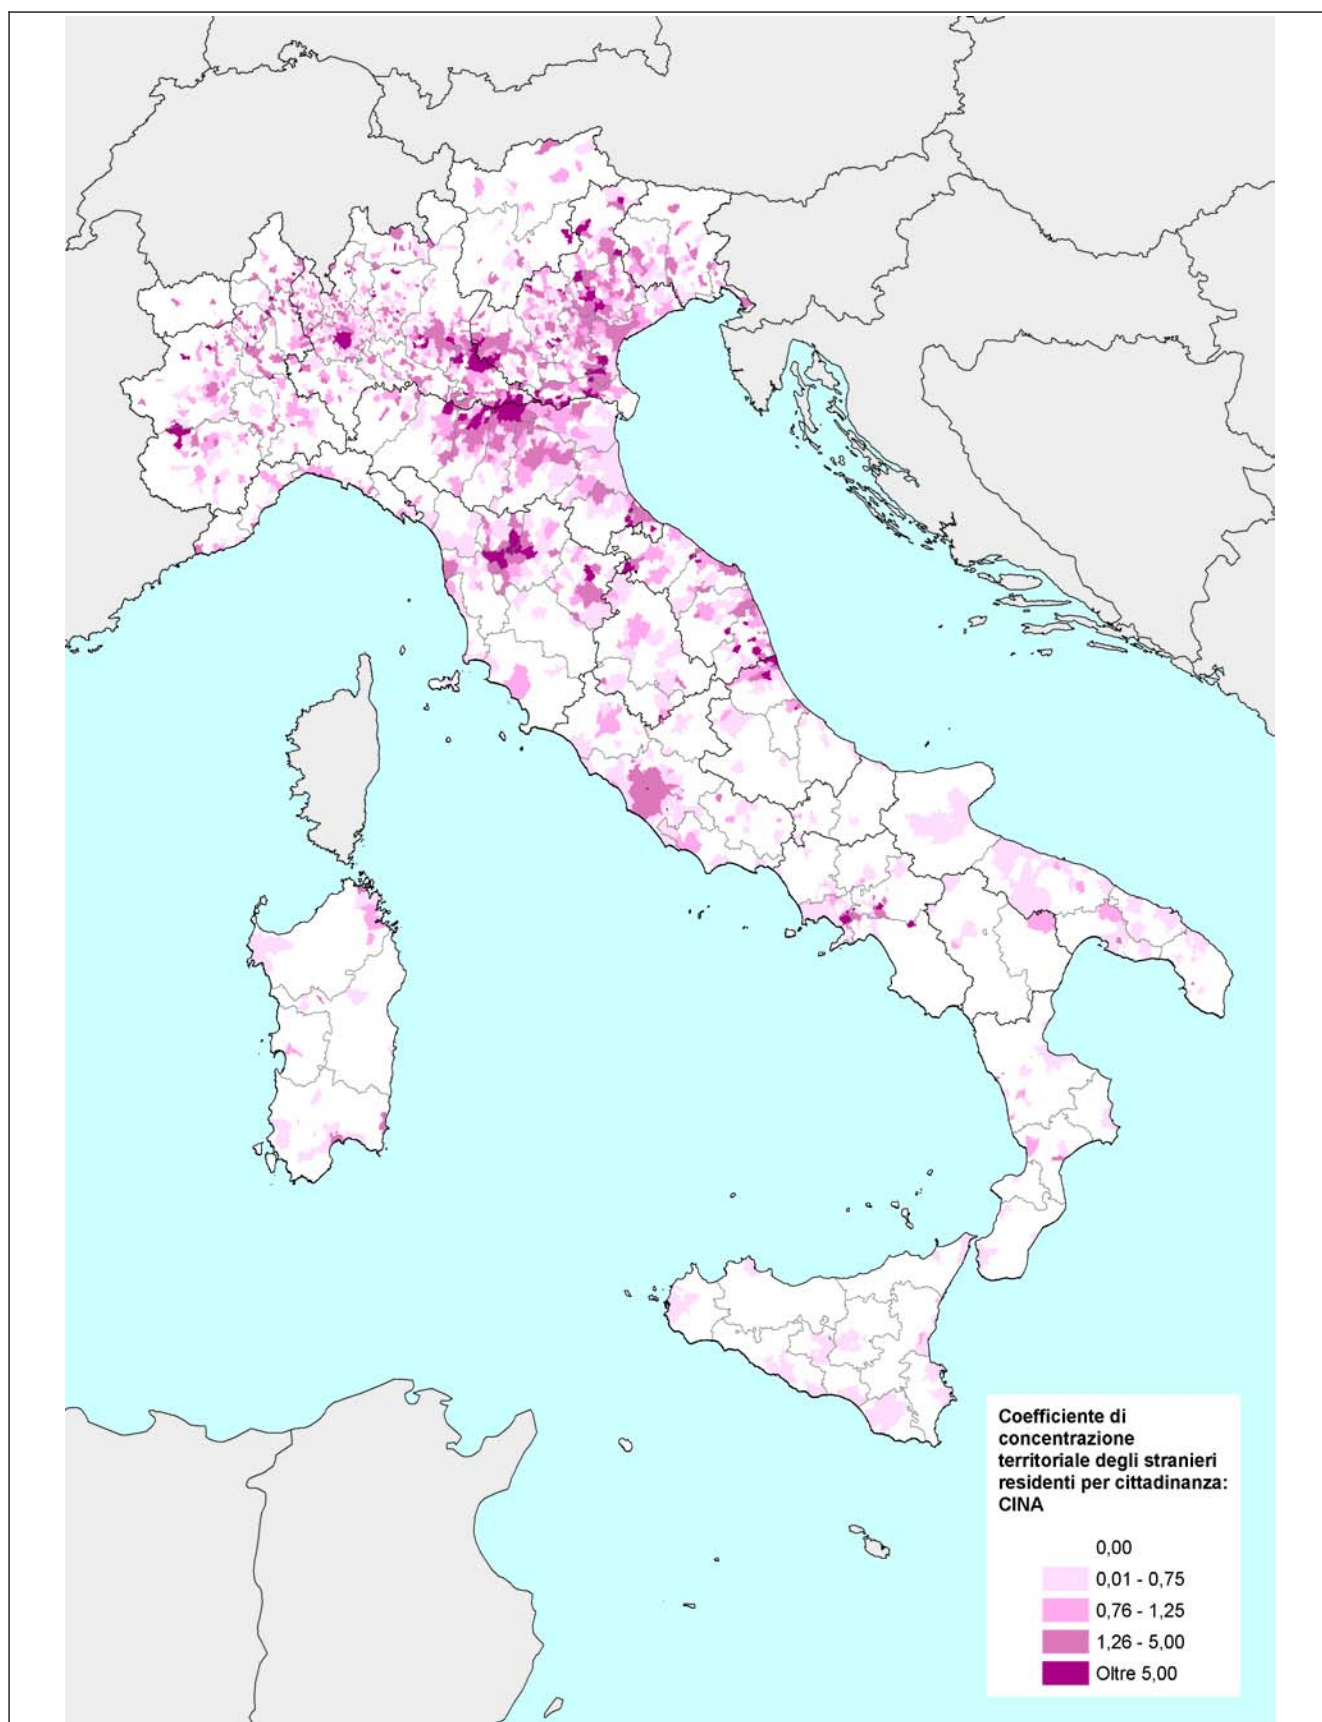 Coefficiente di
concentrazione
territoriale degli stranieri
residenti per cittadinanza:
CINA
0,00
0,01 - 0,75
0,76 - 1,25
1,26 - 5,00
Oltre 5,00